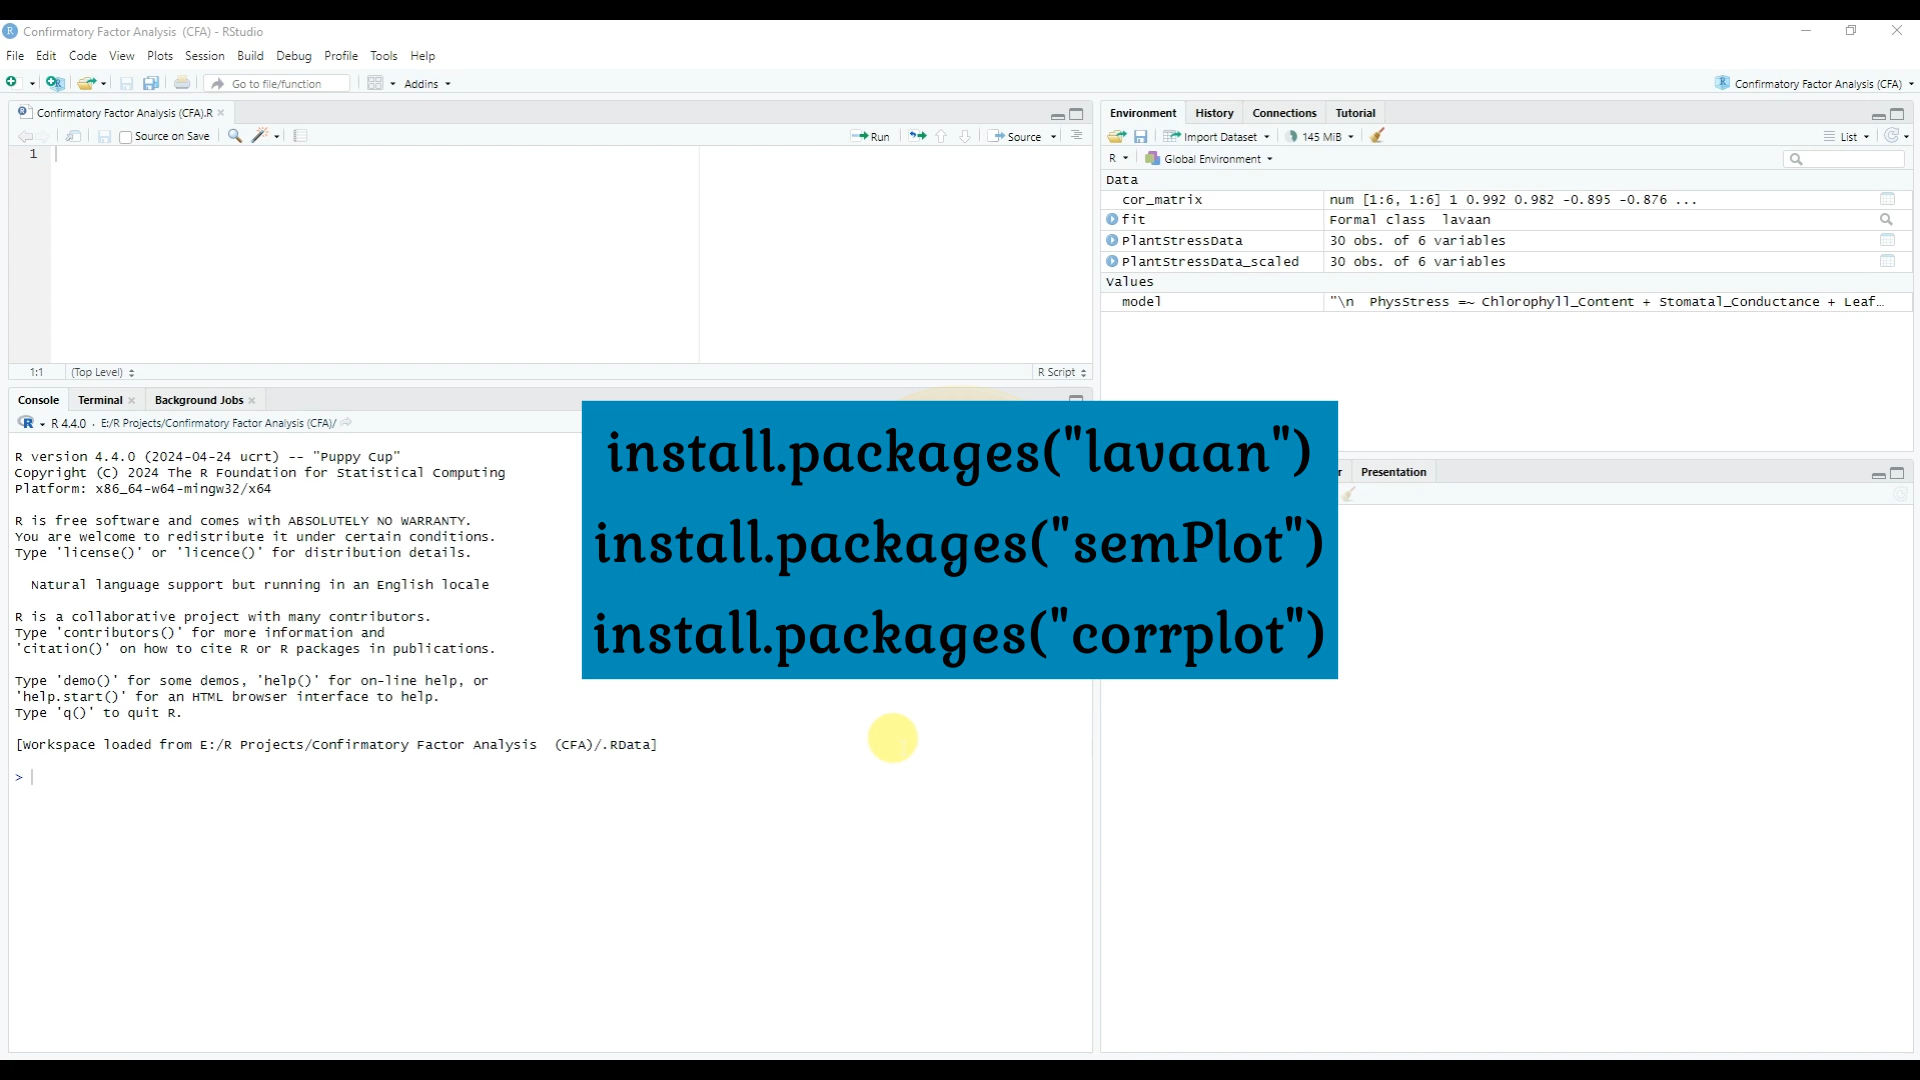 Confirmatory Factor Analysis (CFA) - RStudio
File Edit Code View Plots Session Build Debug Profile Tools Help
Go to file/function Addins Confirmatory Factor Analysis (CFA)
Confirmatory Factor Analysis (CFA).R
Source on Save Run Source
1
1:1 (Top Level) R Script
Console Terminal Background Jobs
R 4.4.0 · E:/R Projects/Confirmatory Factor Analysis (CFA)/
R version 4.4.0 (2024-04-24 ucrt) -- "Puppy Cup"
Copyright (C) 2024 The R Foundation for Statistical Computing
Platform: x86_64-w64-mingw32/x64
R is free software and comes with ABSOLUTELY NO WARRANTY.
You are welcome to redistribute it under certain conditions.
Type 'license()' or 'licence()' for distribution details.
Natural language support but running in an English locale
R is a collaborative project with many contributors.
Type 'contributors()' for more information and
'citation()' on how to cite R or R packages in publications.
Type 'demo()' for some demos, 'help()' for on-line help, or
'help.start()' for an HTML browser interface to help.
Type 'q()' to quit R.
[Workspace loaded from E:/R Projects/Confirmatory Factor Analysis  (CFA)/.RData]
>
install.packages("lavaan")
install.packages("semPlot")
install.packages("corrplot")
Environment History Connections Tutorial
Import Dataset 145 MiB List
R Global Environment
Data
cor_matrix num [1:6, 1:6] 1 0.992 0.982 -0.895 -0.876 ...
fit Formal class lavaan
PlantStressData 30 obs. of 6 variables
PlantStressData_scaled 30 obs. of 6 variables
Values
model "\n  PhysStress =~ Chlorophyll_Content + Stomatal_Conductance + Leaf…
Presentation